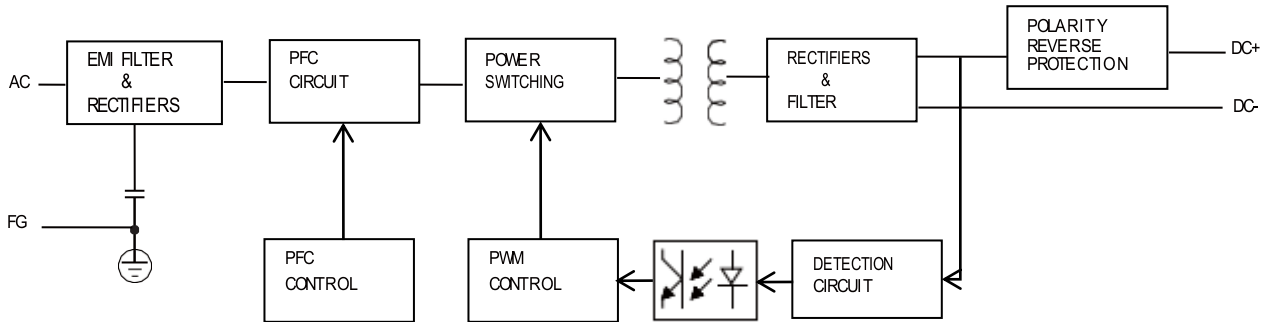 AC
EMI FILTER
&
RECTIFIERS
PFC
CIRCUIT
POWER
SWITCHING
RECTIFIERS
&
FILTER
POLARITY
REVERSE
PROTECTION
DC+
DC-
FG
PFC
CONTROL
PWM
CONTROL
DETECTION
CIRCUIT